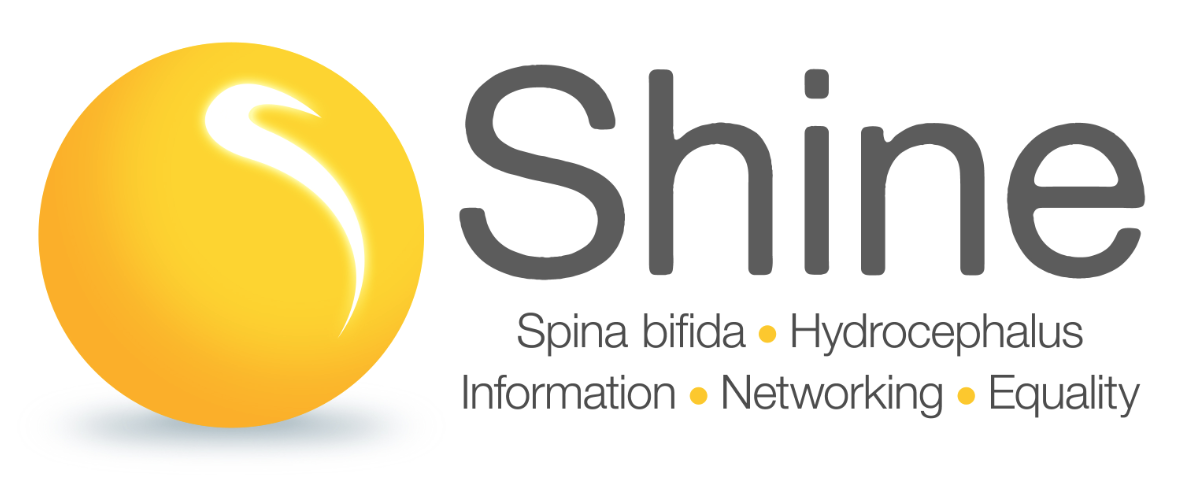 Shine
Spina bifida • Hydrocephalus
Information • Networking • Equality